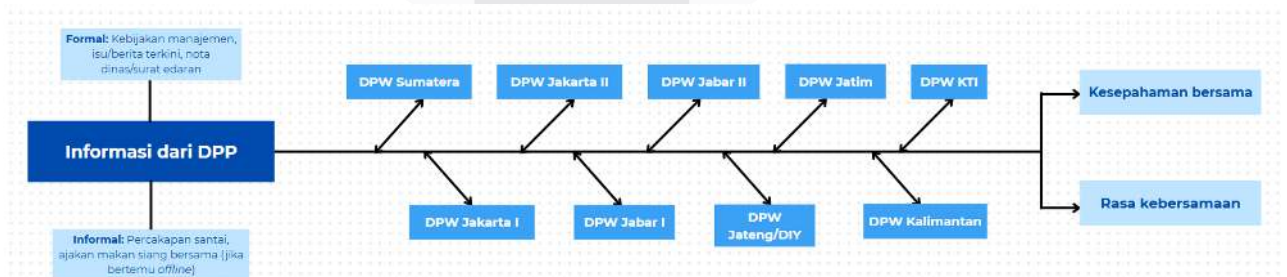 Formal: Kebijakan manajemen,
isu/berita terkini, nota
dinas/surat edaran
Informasi dari DPP
Informal: Percakapan santai,
ajakan makan siang bersama (jika
bertemu offline)
DPW Sumatera
DPW Jakarta II
DPW Jabar II
DPW Jatim
DPW KTI
DPW Jakarta I
DPW Jabar I
DPW
Jateng/DIY
DPW Kalimantan
Kesepahaman bersama
Rasa kebersamaan